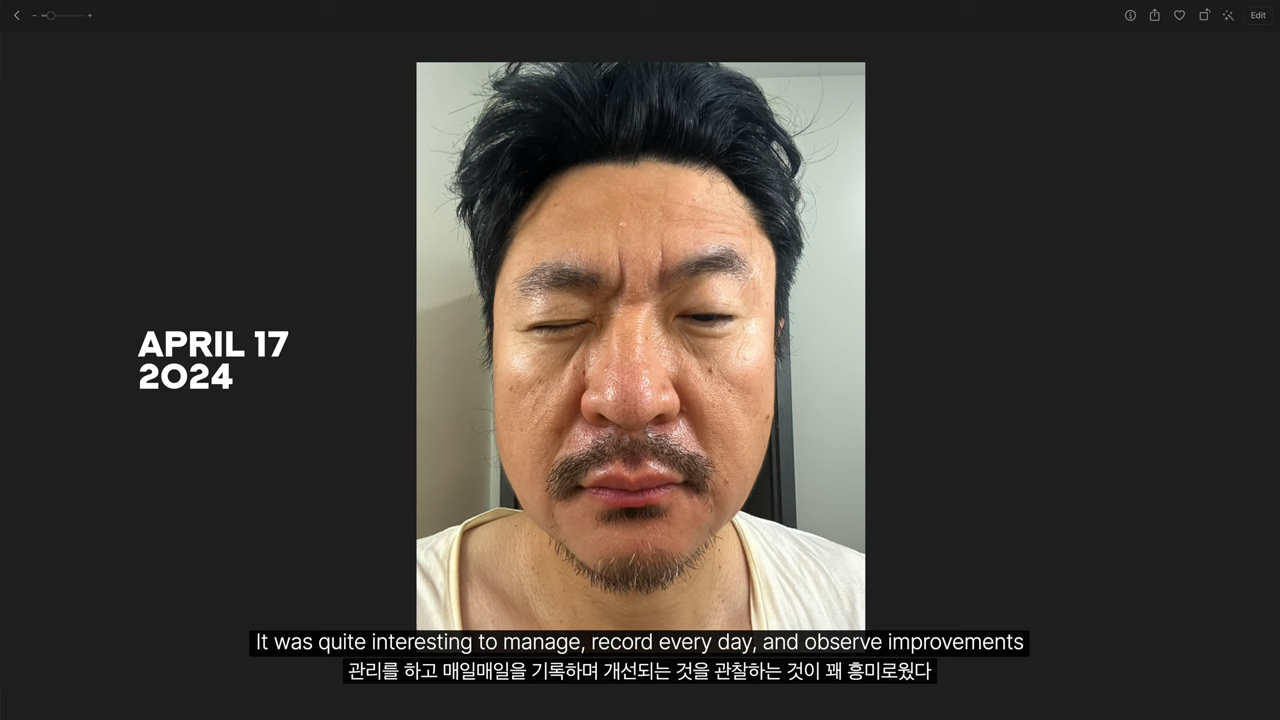 Edit
APRIL 17
2024
It was quite interesting to manage, record every day, and observe improvements
관리를 하고 매일매일을 기록하며 개선되는 것을 관찰하는 것이 꽤 흥미로웠다